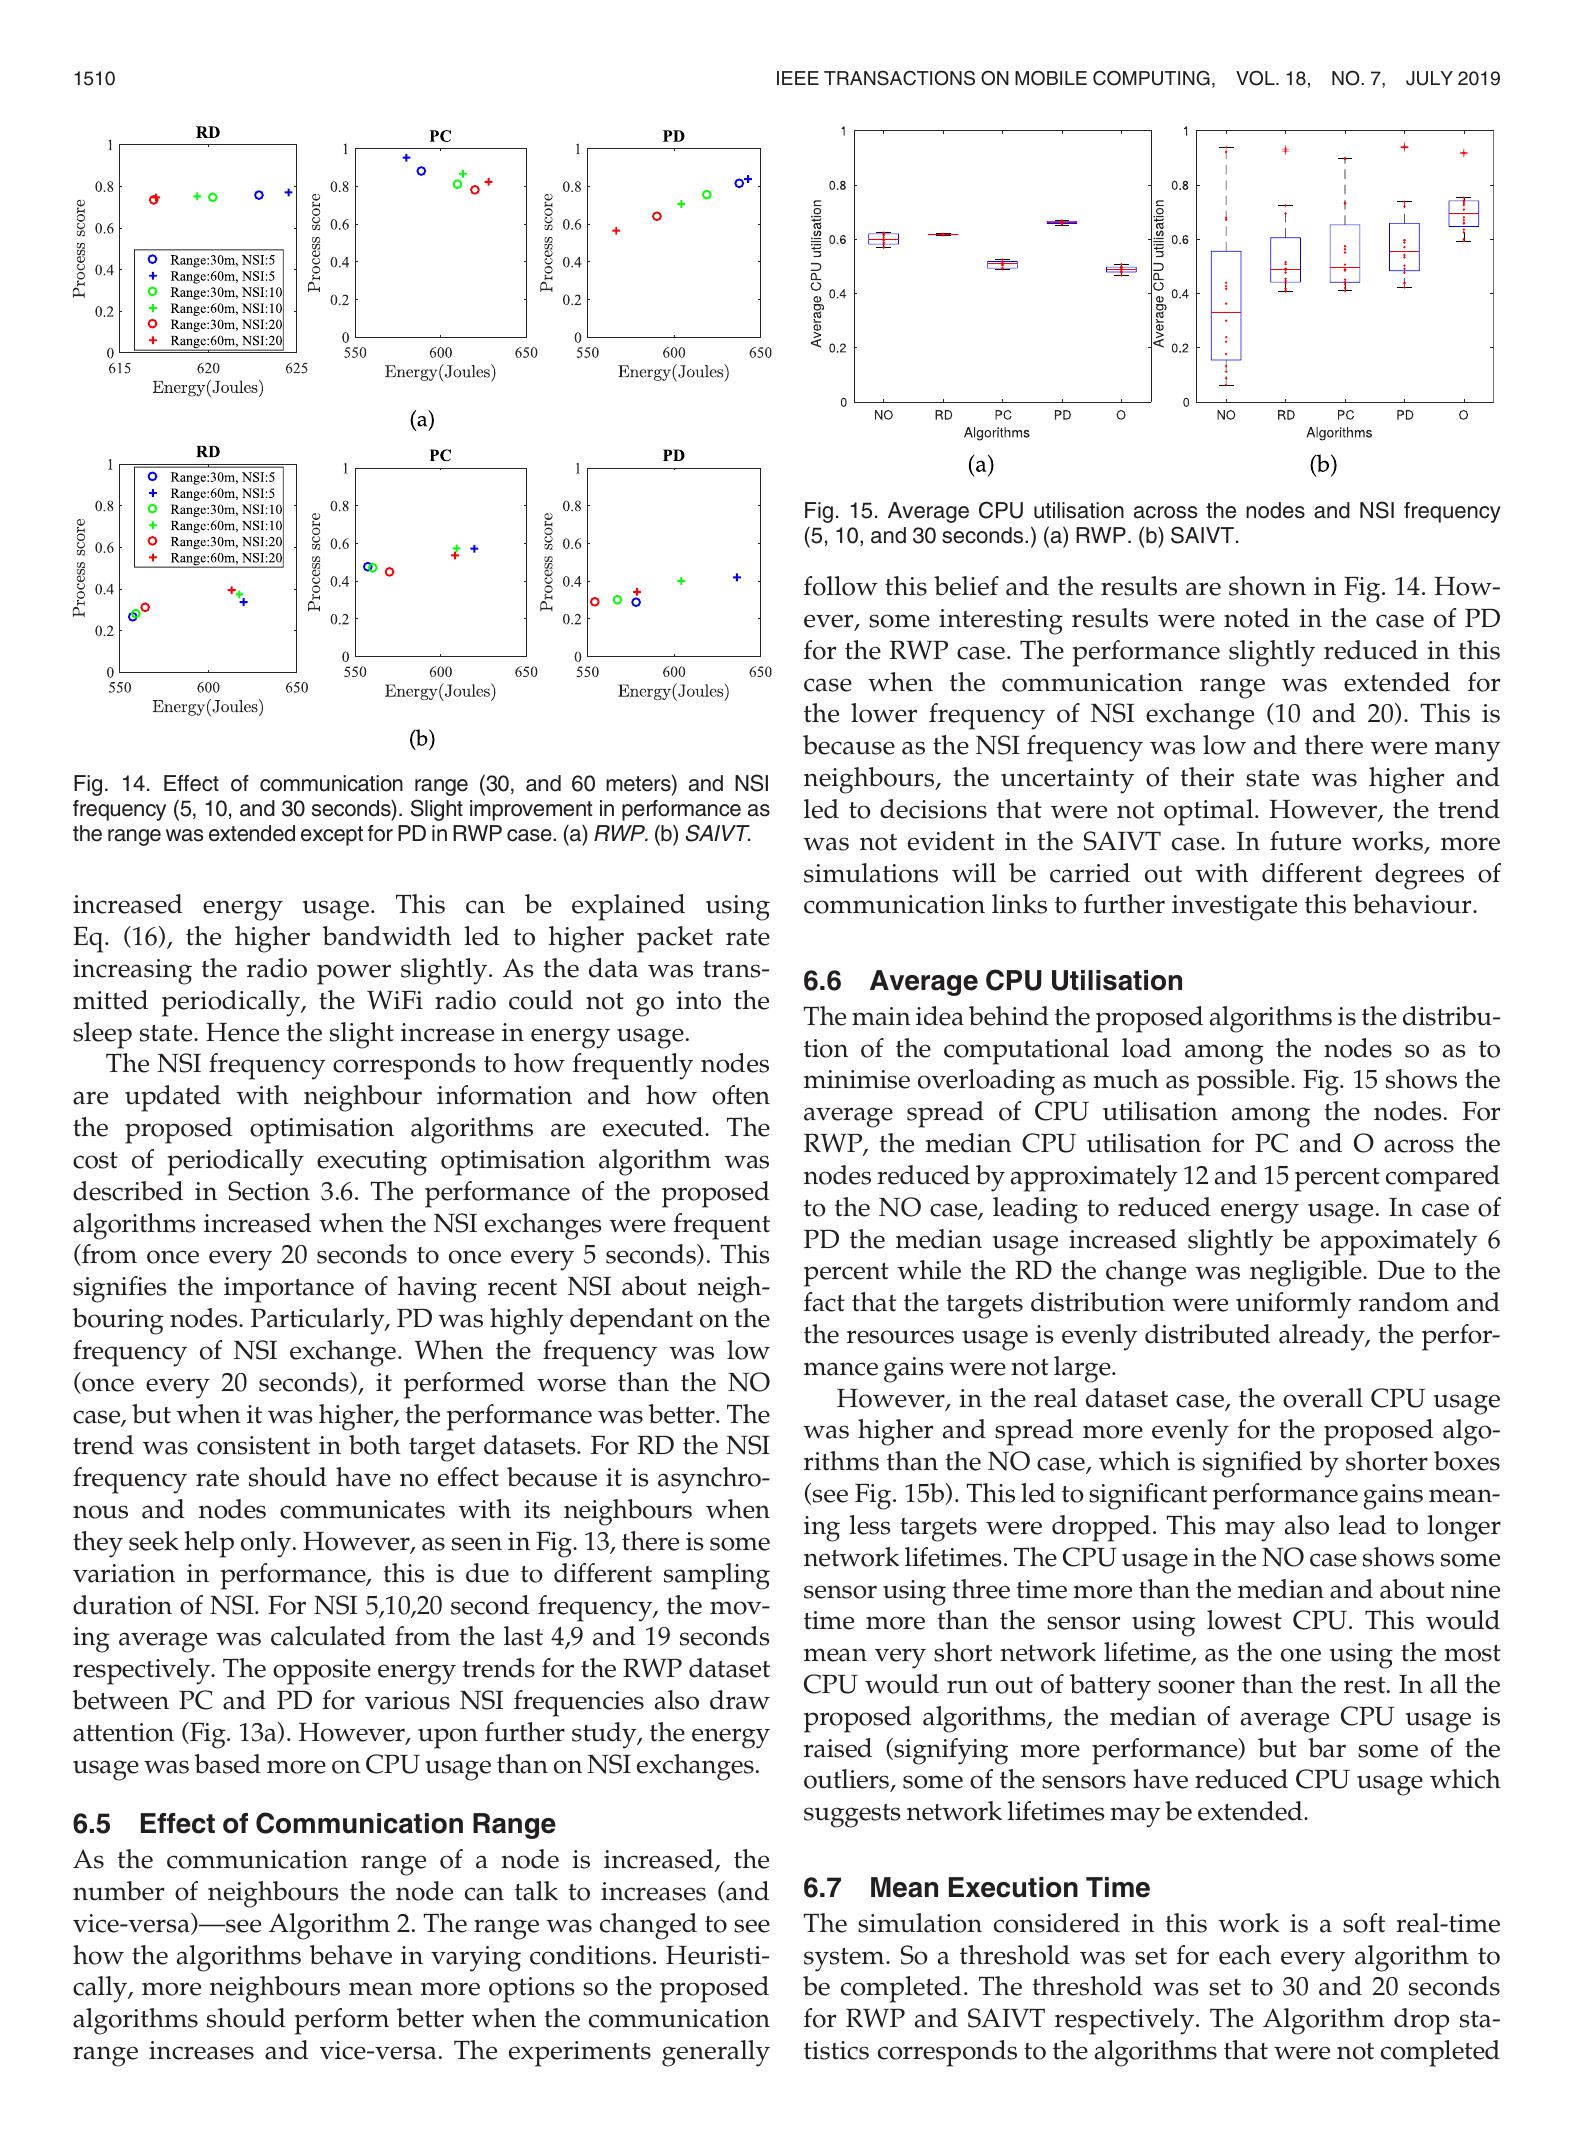 1510
IEEE TRANSACTIONS ON MOBILE COMPUTING, VOL. 18, NO. 7, JULY 2019
RD
1
0.8
0.6
0.4
0.2
0
615
620
625
Process score
Energy(Joules)
Range:30m, NSI:5
Range:60m, NSI:5
Range:30m, NSI:10
Range:60m, NSI:10
Range:30m, NSI:20
Range:60m, NSI:20
PC
1
0.8
0.6
0.4
0.2
0
550
600
650
Process score
Energy(Joules)
PD
1
0.8
0.6
0.4
0.2
0
550
600
650
Process score
Energy(Joules)
(a)
RD
1
0.8
0.6
0.4
0.2
0
550
600
650
Process score
Energy(Joules)
Range:30m, NSI:5
Range:60m, NSI:5
Range:30m, NSI:10
Range:60m, NSI:10
Range:30m, NSI:20
Range:60m, NSI:20
PC
1
0.8
0.6
0.4
0.2
0
550
600
650
Process score
Energy(Joules)
PD
1
0.8
0.6
0.4
0.2
0
550
600
650
Process score
Energy(Joules)
(b)
Fig. 14. Effect of communication range (30, and 60 meters) and NSI
frequency (5, 10, and 30 seconds). Slight improvement in performance as
the range was extended except for PD in RWP case. (a) RWP. (b) SAIVT.
increased energy usage. This can be explained using
Eq. (16), the higher bandwidth led to higher packet rate
increasing the radio power slightly. As the data was trans-
mitted periodically, the WiFi radio could not go into the
sleep state. Hence the slight increase in energy usage.
The NSI frequency corresponds to how frequently nodes
are updated with neighbour information and how often
the proposed optimisation algorithms are executed. The
cost of periodically executing optimisation algorithm was
described in Section 3.6. The performance of the proposed
algorithms increased when the NSI exchanges were frequent
(from once every 20 seconds to once every 5 seconds). This
signifies the importance of having recent NSI about neigh-
bouring nodes. Particularly, PD was highly dependant on the
frequency of NSI exchange. When the frequency was low
(once every 20 seconds), it performed worse than the NO
case, but when it was higher, the performance was better. The
trend was consistent in both target datasets. For RD the NSI
frequency rate should have no effect because it is asynchro-
nous and nodes communicates with its neighbours when
they seek help only. However, as seen in Fig. 13, there is some
variation in performance, this is due to different sampling
duration of NSI. For NSI 5,10,20 second frequency, the mov-
ing average was calculated from the last 4,9 and 19 seconds
respectively. The opposite energy trends for the RWP dataset
between PC and PD for various NSI frequencies also draw
attention (Fig. 13a). However, upon further study, the energy
usage was based more on CPU usage than on NSI exchanges.
6.5 Effect of Communication Range
As the communication range of a node is increased, the
number of neighbours the node can talk to increases (and
vice-versa)—see Algorithm 2. The range was changed to see
how the algorithms behave in varying conditions. Heuristi-
cally, more neighbours mean more options so the proposed
algorithms should perform better when the communication
range increases and vice-versa. The experiments generally
1
0.8
0.6
0.4
0.2
0
Average CPU utilisation
NO
RD
PC
PD
O
Algorithms
(a)
1
0.8
0.6
0.4
0.2
0
Average CPU utilisation
NO
RD
PC
PD
O
Algorithms
(b)
Fig. 15. Average CPU utilisation across the nodes and NSI frequency
(5, 10, and 30 seconds.) (a) RWP. (b) SAIVT.
follow this belief and the results are shown in Fig. 14. How-
ever, some interesting results were noted in the case of PD
for the RWP case. The performance slightly reduced in this
case when the communication range was extended for
the lower frequency of NSI exchange (10 and 20). This is
because as the NSI frequency was low and there were many
neighbours, the uncertainty of their state was higher and
led to decisions that were not optimal. However, the trend
was not evident in the SAIVT case. In future works, more
simulations will be carried out with different degrees of
communication links to further investigate this behaviour.
6.6 Average CPU Utilisation
The main idea behind the proposed algorithms is the distribu-
tion of the computational load among the nodes so as to
minimise overloading as much as possible. Fig. 15 shows the
average spread of CPU utilisation among the nodes. For
RWP, the median CPU utilisation for PC and O across the
nodes reduced by approximately 12 and 15 percent compared
to the NO case, leading to reduced energy usage. In case of
PD the median usage increased slightly be appoximately 6
percent while the RD the change was negligible. Due to the
fact that the targets distribution were uniformly random and
the resources usage is evenly distributed already, the perfor-
mance gains were not large.
However, in the real dataset case, the overall CPU usage
was higher and spread more evenly for the proposed algo-
rithms than the NO case, which is signified by shorter boxes
(see Fig. 15b). This led to significant performance gains mean-
ing less targets were dropped. This may also lead to longer
network lifetimes. The CPU usage in the NO case shows some
sensor using three time more than the median and about nine
time more than the sensor using lowest CPU. This would
mean very short network lifetime, as the one using the most
CPU would run out of battery sooner than the rest. In all the
proposed algorithms, the median of average CPU usage is
raised (signifying more performance) but bar some of the
outliers, some of the sensors have reduced CPU usage which
suggests network lifetimes may be extended.
6.7 Mean Execution Time
The simulation considered in this work is a soft real-time
system. So a threshold was set for each every algorithm to
be completed. The threshold was set to 30 and 20 seconds
for RWP and SAIVT respectively. The Algorithm drop sta-
tistics corresponds to the algorithms that were not completed